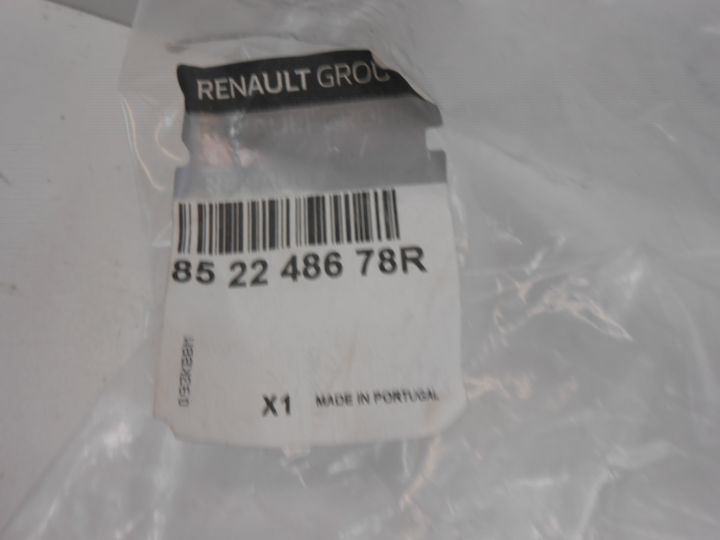 RENAULT GROU
85 22 486 78R
X1 MADE IN PORTUGAL